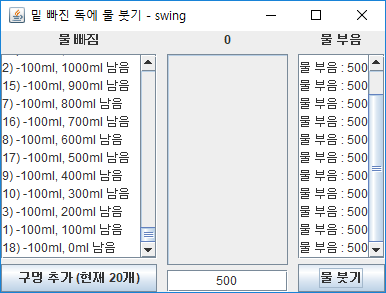 밑 빠진 독에 물 붓기 - swing
물 빠짐
0
물 부음
2) -100ml, 1000ml 남음
15) -100ml, 900ml 남음
7) -100ml, 800ml 남음
16) -100ml, 700ml 남음
8) -100ml, 600ml 남음
17) -100ml, 500ml 남음
9) -100ml, 400ml 남음
10) -100ml, 300ml 남음
3) -100ml, 200ml 남음
1) -100ml, 100ml 남음
18) -100ml, 0ml 남음
물 부음 : 500
물 부음 : 500
물 부음 : 500
물 부음 : 500
물 부음 : 500
물 부음 : 500
물 부음 : 500
물 부음 : 500
물 부음 : 500
물 부음 : 500
물 부음 : 500
구멍 추가 (현재 20개)
500
물 붓기